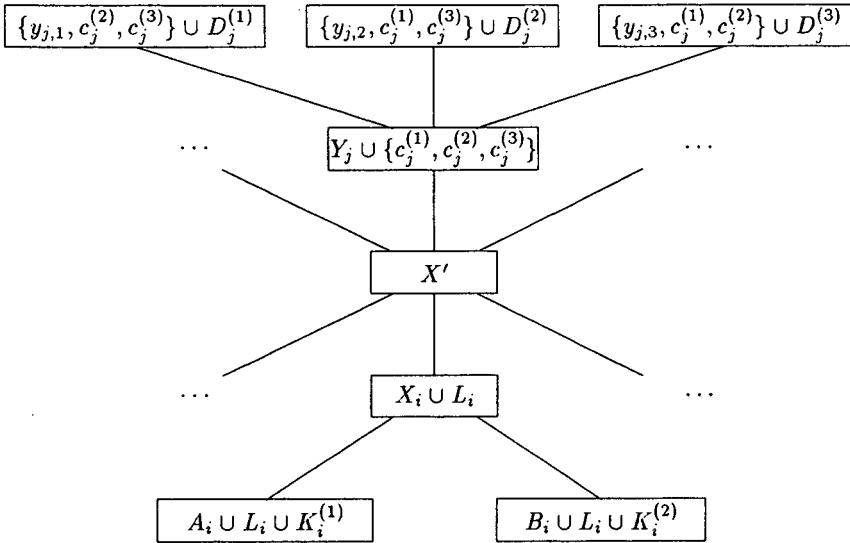 {y_{j,1}, c_j^{(2)}, c_j^{(3)}} ∪ D_j^{(1)} {y_{j,2}, c_j^{(1)}, c_j^{(3)}} ∪ D_j^{(2)} {y_{j,3}, c_j^{(1)}, c_j^{(2)}} ∪ D_j^{(3)}
··· Y_j ∪ {c_j^{(1)}, c_j^{(2)}, c_j^{(3)}} ···
X′
··· X_i ∪ L_i ···
A_i ∪ L_i ∪ K_i^{(1)} B_i ∪ L_i ∪ K_i^{(2)}